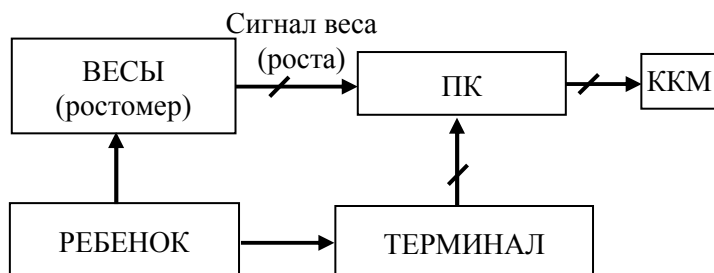 Сигнал веса
(роста)
ВЕСЫ
(ростомер)
ПК
ККМ
РЕБЕНОК
ТЕРМИНАЛ